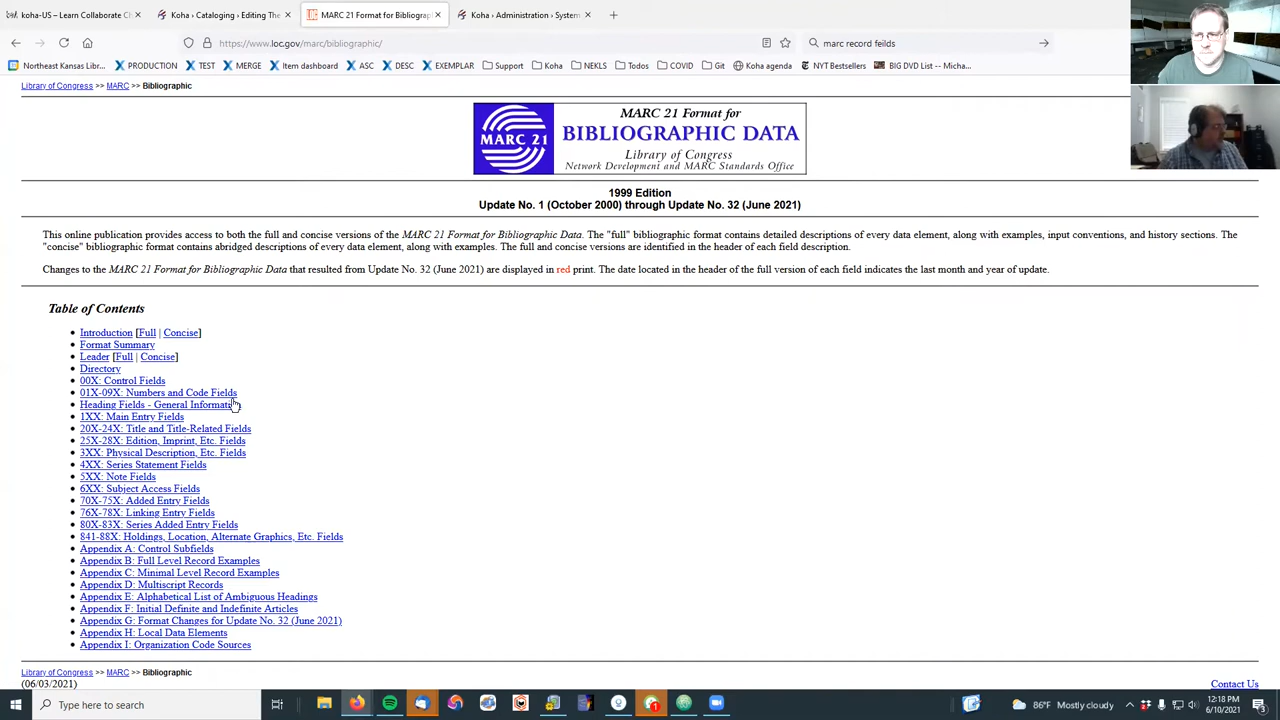 koha-US – Learn Collaborate C
Koha › Cataloging › Editing The
MARC 21 Format for Bibliograph
Koha › Administration › System
https://www.loc.gov/marc/bibliographic/
marc record feilds
Northeast Kansas Libr...
PRODUCTION
TEST
MERGE
Item dashboard
ASC
DESC
EXEMPLAR
Support
Koha
NEKLS
Todos
COVID
Git
Koha agenda
NYT Bestsellers
BIG DVD List -- Micha...
Library of Congress >> MARC >> Bibliographic
MARC 21
MARC 21 Format for
BIBLIOGRAPHIC DATA
Library of Congress
Network Development and MARC Standards Office
1999 Edition
Update No. 1 (October 2000) through Update No. 32 (June 2021)
This online publication provides access to both the full and concise versions of the MARC 21 Format for Bibliographic Data. The "full" bibliographic format contains detailed descriptions of every data element, along with examples, input conventions, and history sections. The
"concise" bibliographic format contains abridged descriptions of every data element, along with examples. The full and concise versions are identified in the header of each field description.
Changes to the MARC 21 Format for Bibliographic Data that resulted from Update No. 32 (June 2021) are displayed in red print. The date located in the header of the full version of each field indicates the last month and year of update.
Table of Contents
Introduction [Full | Concise]
Format Summary
Leader [Full | Concise]
Directory
00X: Control Fields
01X-09X: Numbers and Code Fields
Heading Fields - General Information
1XX: Main Entry Fields
20X-24X: Title and Title-Related Fields
25X-28X: Edition, Imprint, Etc. Fields
3XX: Physical Description, Etc. Fields
4XX: Series Statement Fields
5XX: Note Fields
6XX: Subject Access Fields
70X-75X: Added Entry Fields
76X-78X: Linking Entry Fields
80X-83X: Series Added Entry Fields
841-88X: Holdings, Location, Alternate Graphics, Etc. Fields
Appendix A: Control Subfields
Appendix B: Full Level Record Examples
Appendix C: Minimal Level Record Examples
Appendix D: Multiscript Records
Appendix E: Alphabetical List of Ambiguous Headings
Appendix F: Initial Definite and Indefinite Articles
Appendix G: Format Changes for Update No. 32 (June 2021)
Appendix H: Local Data Elements
Appendix I: Organization Code Sources
Library of Congress >> MARC >> Bibliographic
(06/03/2021)
Contact Us
Type here to search
86°F Mostly cloudy
12:18 PM
6/10/2021